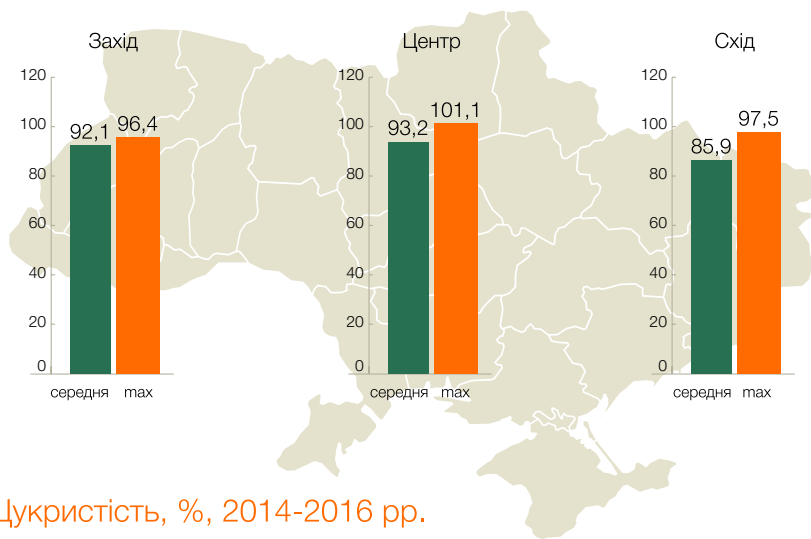 Захід
120
100
80
60
40
20
0
92,1
96,4
середня
max
Центр
120
100
80
60
40
20
0
93,2
101,1
середня
max
Схід
120
100
80
60
40
20
0
85,9
97,5
середня
max
Цукристість, %, 2014-2016 рр.